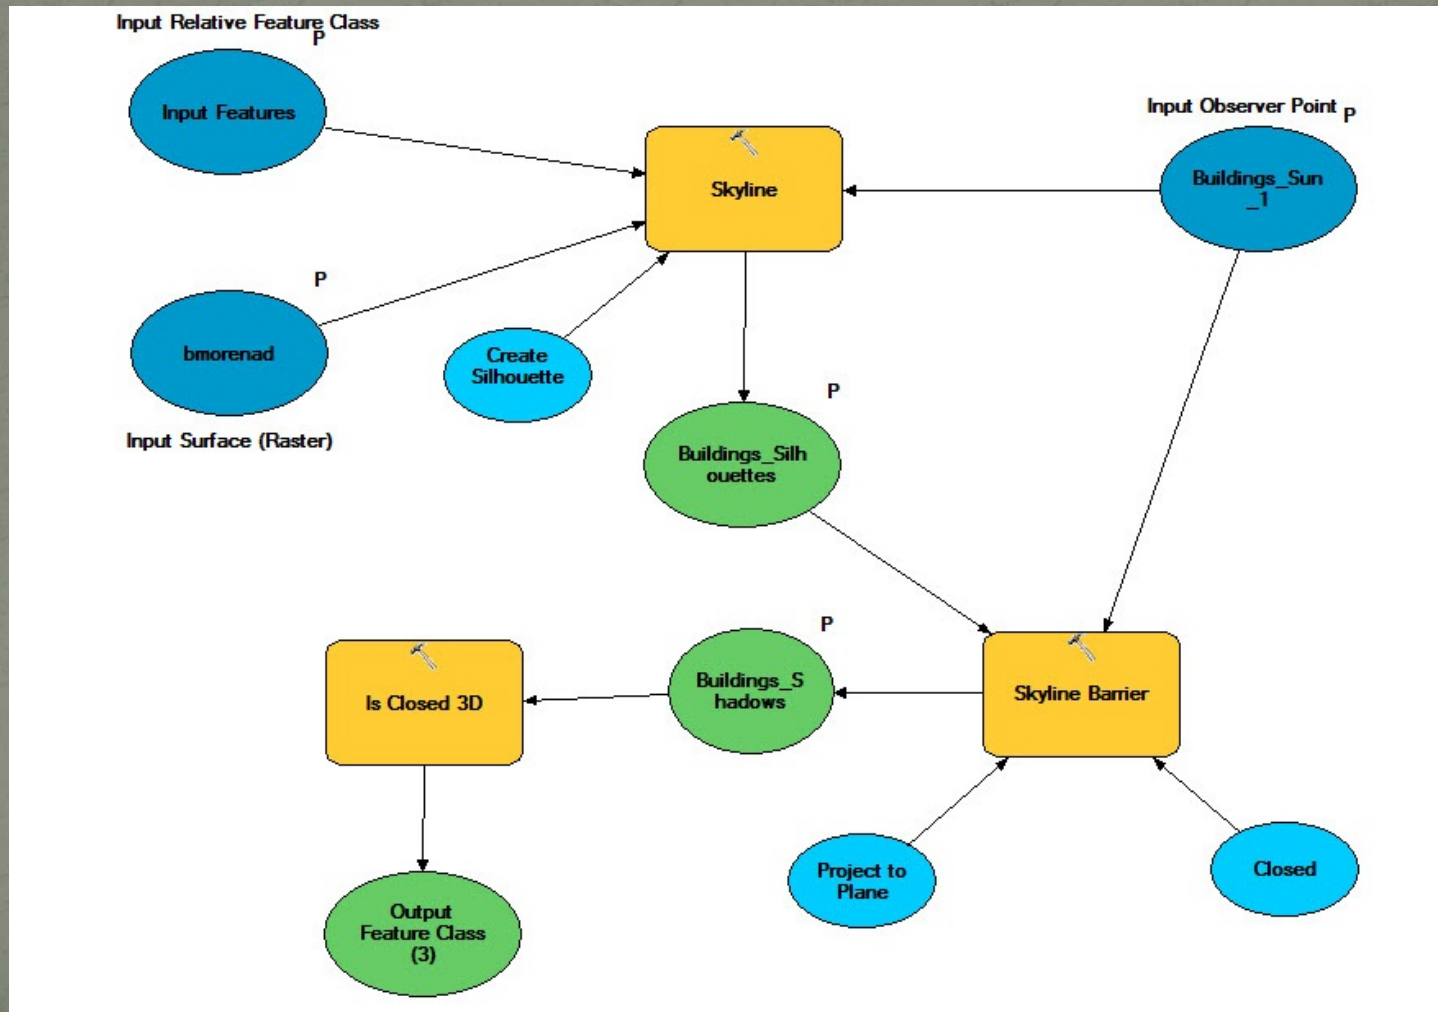 Input Relative Feature Class
P
Input Features
Input Observer Point P
Skyline
Buildings_Sun
_1
P
bmorenad
Create
Silhouette
Input Surface (Raster)
P
Buildings_Silh
ouettes
P
Is Closed 3D
Buildings_S
hadows
Skyline Barrier
Project to
Plane
Closed
Output
Feature Class
(3)